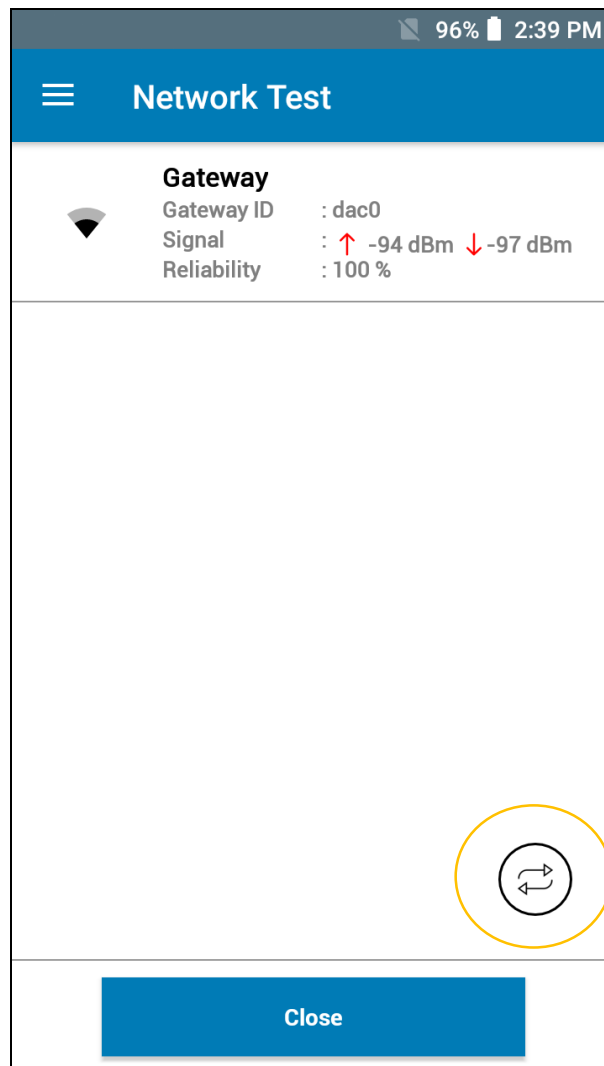 96% 2:39 PM
Network Test
Gateway
Gateway ID : dac0
Signal : ↑ -94 dBm ↓ -97 dBm
Reliability : 100 %
Close